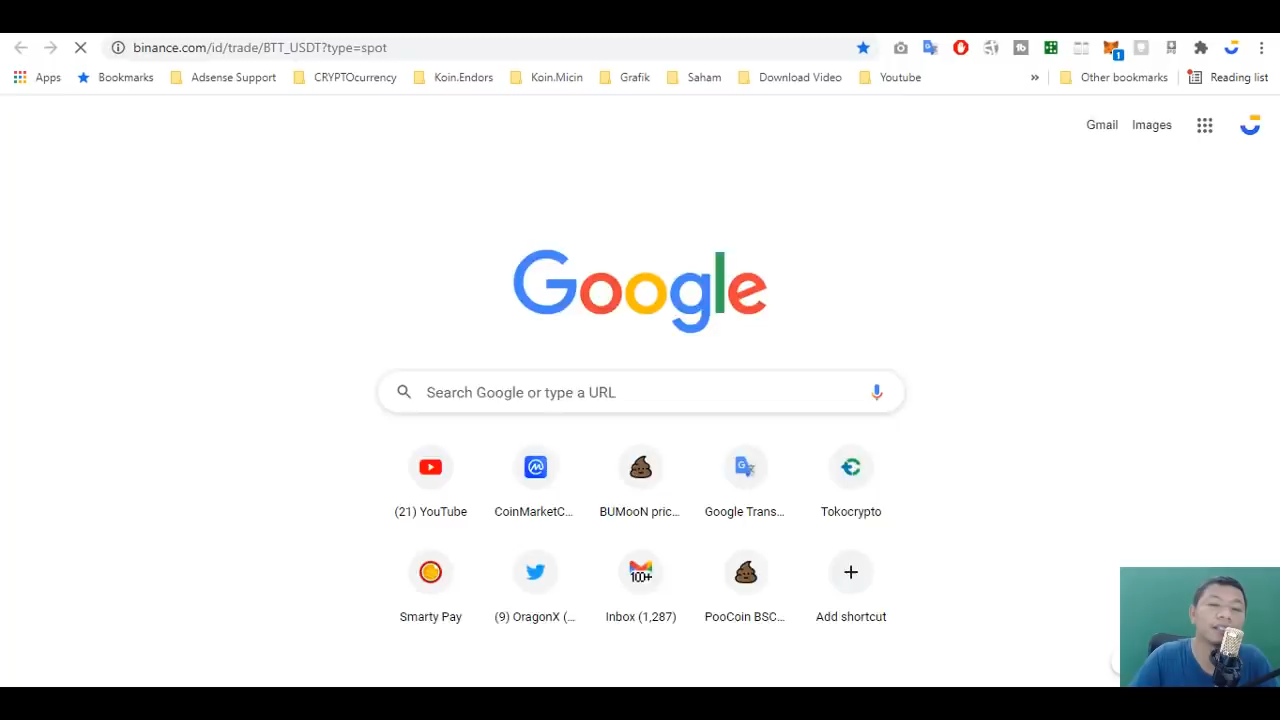 binance.com/id/trade/BTT_USDT?type=spot
1
Apps Bookmarks Adsense Support CRYPTOcurrency Koin.Endors Koin.Micin Grafik Saham Download Video Youtube » Other bookmarks Reading list
Gmail Images
Google
Search Google or type a URL
(21) YouTube CoinMarketC... BUMooN pric... Google Trans... Tokocrypto
100+
Smarty Pay (9) OragonX (... Inbox (1,287) PooCoin BSC... Add shortcut